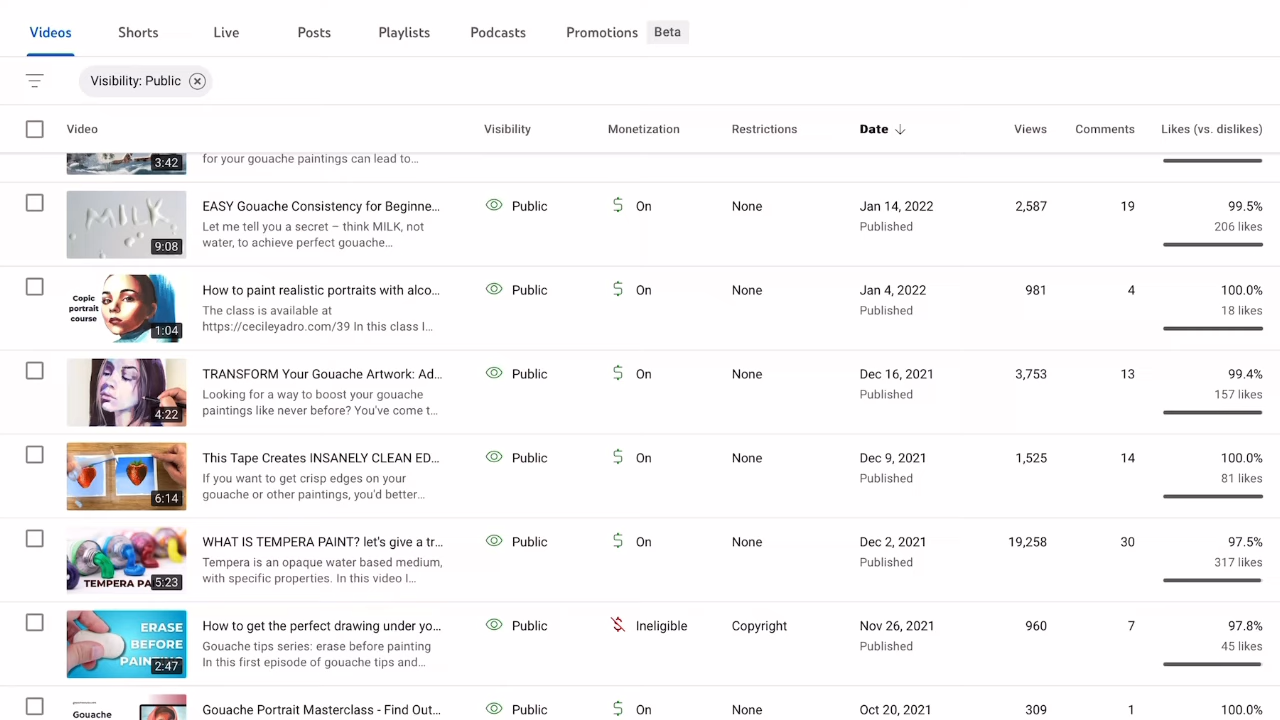 Videos Shorts Live Posts Playlists Podcasts Promotions Beta
Visibility: Public
Video Visibility Monetization Restrictions Date Views Comments Likes (vs. dislikes)
3:42 for your gouache paintings can lead to…
EASY Gouache Consistency for Beginne… Public On None Jan 14, 2022 2,587 19 99.5%
Let me tell you a secret – think MILK, not Published 206 likes
water, to achieve perfect gouache…
MILK
9:08
How to paint realistic portraits with alco… Public On None Jan 4, 2022 981 4 100.0%
The class is available at Published 18 likes
https://cecileyadro.com/39 In this class I…
Copic
portrait
course
1:04
TRANSFORM Your Gouache Artwork: Ad… Public On None Dec 16, 2021 3,753 13 99.4%
Looking for a way to boost your gouache Published 157 likes
paintings like never before? You've come t…
4:22
This Tape Creates INSANELY CLEAN ED… Public On None Dec 9, 2021 1,525 14 100.0%
If you want to get crisp edges on your Published 81 likes
gouache or other paintings, you'd better…
6:14
WHAT IS TEMPERA PAINT? let's give a tr… Public On None Dec 2, 2021 19,258 30 97.5%
Tempera is an opaque water based medium, Published 317 likes
with specific properties. In this video I…
TEMPERA PA
5:23
How to get the perfect drawing under yo… Public Ineligible Copyright Nov 26, 2021 960 7 97.8%
Gouache tips series: erase before painting Published 45 likes
In this first episode of gouache tips and…
ERASE
BEFORE
PAINTIN
2:47
Gouache Portrait Masterclass - Find Out… Public On None Oct 20, 2021 309 1 100.0%
Gouache